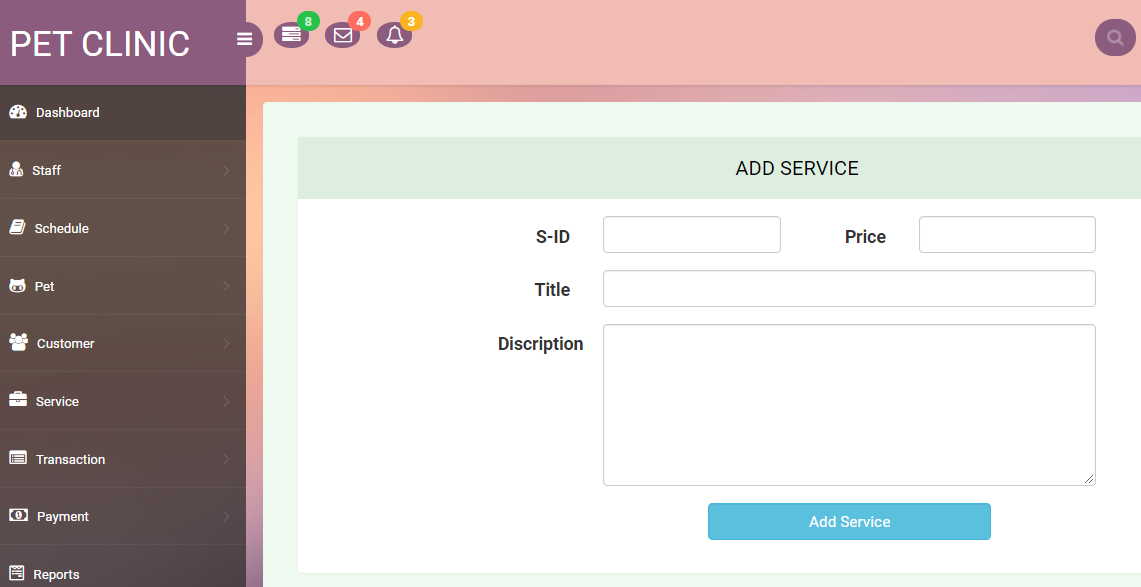 PET CLINIC
8
4
3
Dashboard
Staff
Schedule
Pet
Customer
Service
Transaction
Payment
Reports
ADD SERVICE
S-ID
Price
Title
Discription
Add Service